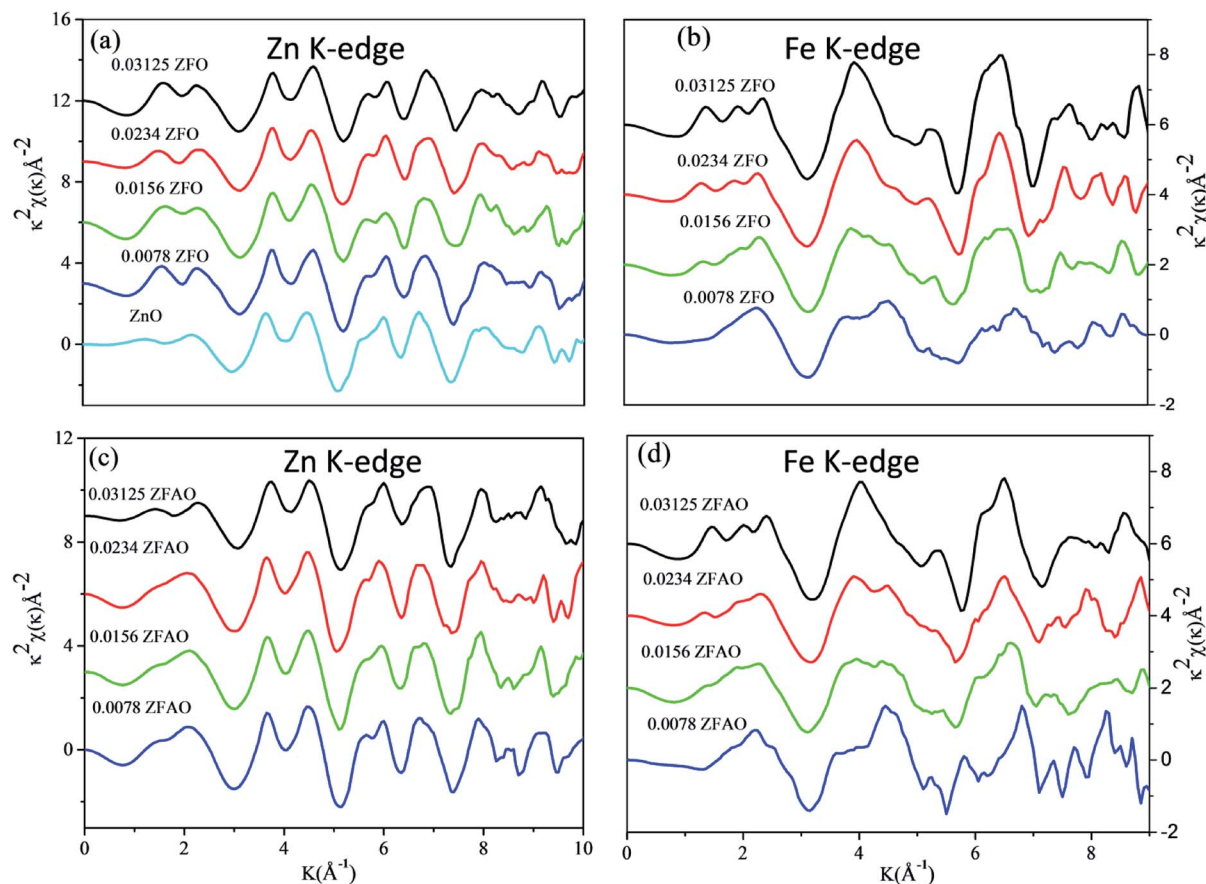 (a)
Zn K-edge
16
12
8
4
0
κ²χ(κ)Å⁻²
0.03125 ZFO
0.0234 ZFO
0.0156 ZFO
0.0078 ZFO
ZnO
(b)
Fe K-edge
8
6
4
2
0
-2
κ²χ(κ)Å⁻²
0.03125 ZFO
0.0234 ZFO
0.0156 ZFO
0.0078 ZFO
(c)
Zn K-edge
12
8
4
0
κ²χ(κ)Å⁻²
0.03125 ZFAO
0.0234 ZFAO
0.0156 ZFAO
0.0078 ZFAO
0 2 4 6 8 10
K(Å⁻¹)
(d)
Fe K-edge
8
6
4
2
0
-2
κ²χ(κ)Å⁻²
0.03125 ZFAO
0.0234 ZFAO
0.0156 ZFAO
0.0078 ZFAO
0 2 4 6 8
K(Å⁻¹)